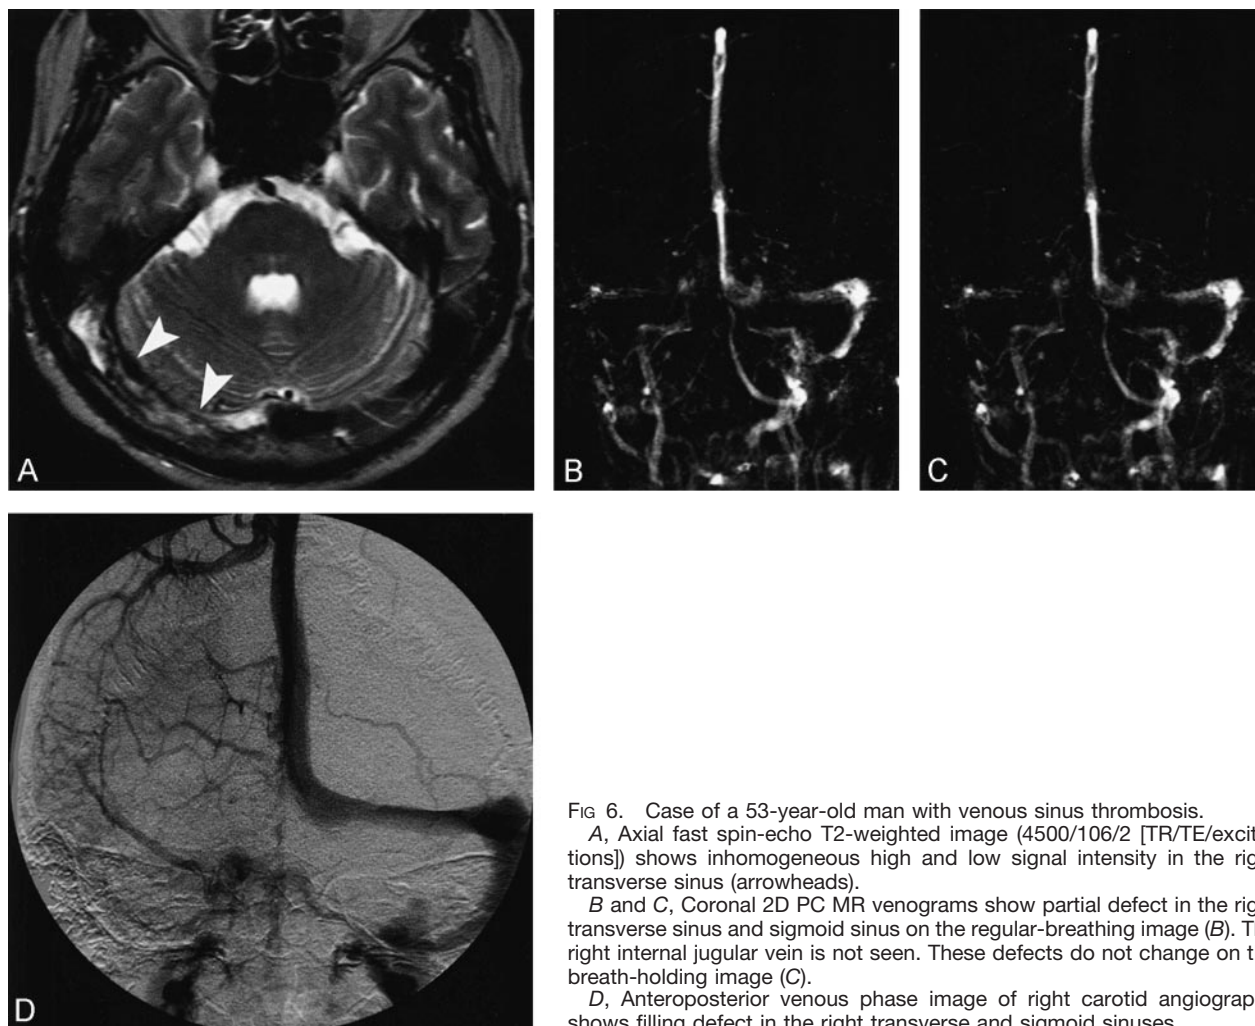 A
B
C
D
FIG 6. Case of a 53-year-old man with venous sinus thrombosis.
A, Axial fast spin-echo T2-weighted image (4500/106/2 [TR/TE/excita
tions]) shows inhomogeneous high and low signal intensity in the rig
transverse sinus (arrowheads).
B and C, Coronal 2D PC MR venograms show partial defect in the rig
transverse sinus and sigmoid sinus on the regular-breathing image (B). Th
right internal jugular vein is not seen. These defects do not change on th
breath-holding image (C).
D, Anteroposterior venous phase image of right carotid angiograph
shows filling defect in the right transverse and sigmoid sinuses.